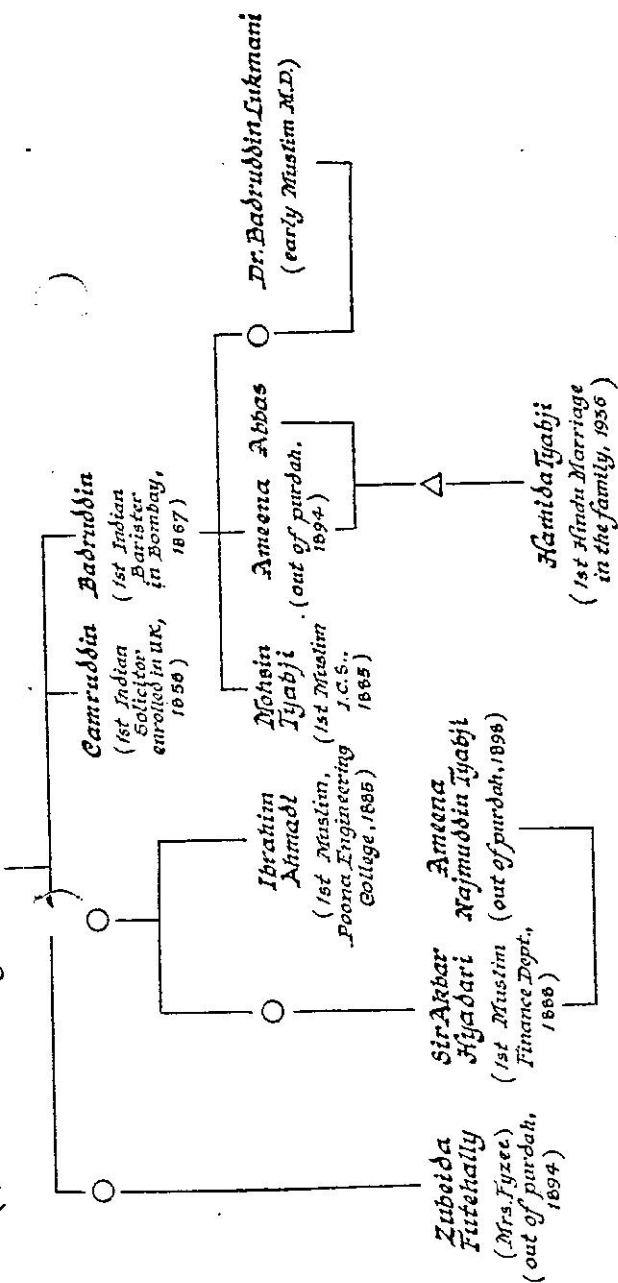 Camruddin
(1st Indian
Solicitor
enrolled in UK,
1858)
Badruddin
(1st Indian
Barister
in Bombay,
1867)
Ibrahim
Ahmadi
(1st Muslim,
Poona Engineering
College, 1885)
Mohsin
Tyabji
(1st Muslim
I.C.S.,
1885)
Ameena Abbas
(out of purdah,
1894)
Dr. Badruddin Lukmani
(early Muslim M.D.)
Zubeida
Futehally
(Mrs. Fyzee)
(out of purdah,
1894)
Sir Akbar
Hyadari
(1st Muslim
Finance Dept.,
1888)
Ameena
Najmuddin Tyabji
(out of purdah, 1898)
Hamida Tyabji
(1st Hindu Marriage
in the family, 1936)